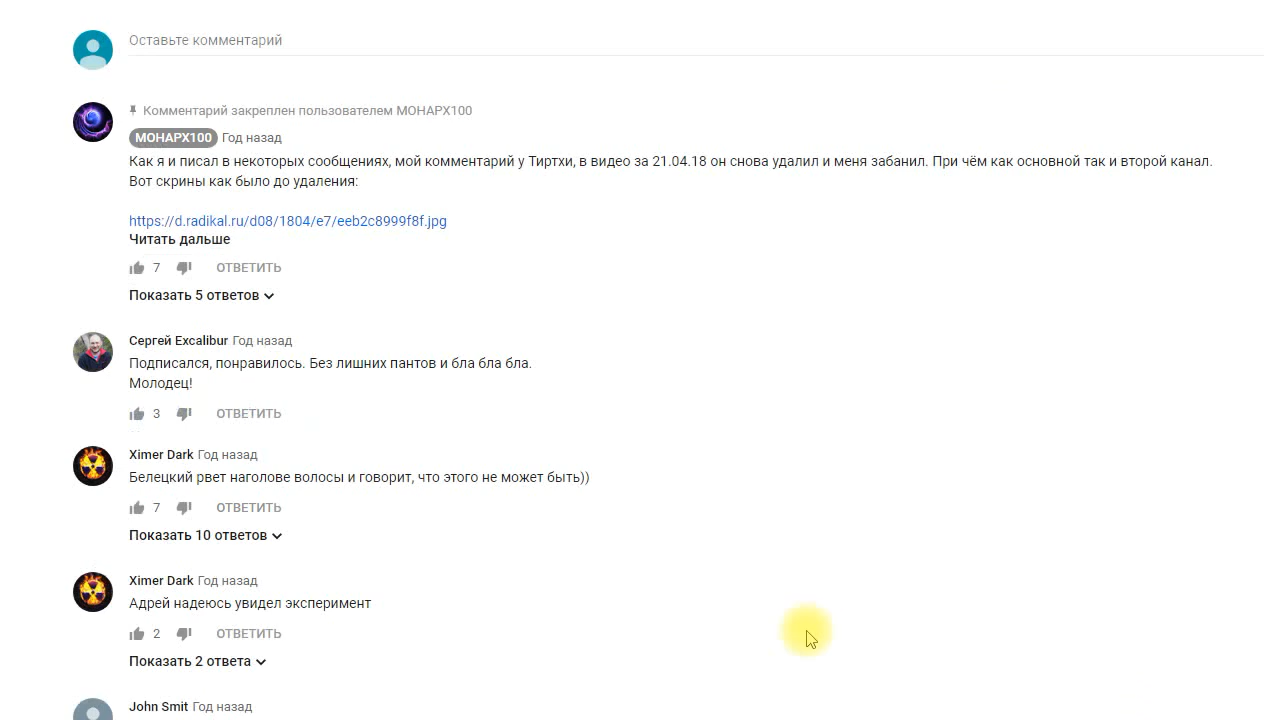 Оставьте комментарий
Комментарий закреплен пользователем МОНАРХ100
МОНАРХ100 Год назад
Как я и писал в некоторых сообщениях, мой комментарий у Тиртхи, в видео за 21.04.18 он снова удалил и меня забанил. При чём как основной так и второй канал.
Вот скрины как было до удаления:
https://d.radikal.ru/d08/1804/e7/eeb2c8999f8f.jpg
Читать дальше
7 ОТВЕТИТЬ
Показать 5 ответов
Сергей Excalibur Год назад
Подписался, понравилось. Без лишних пантов и бла бла бла.
Молодец!
3 ОТВЕТИТЬ
Ximer Dark Год назад
Белецкий рвет наголове волосы и говорит, что этого не может быть))
7 ОТВЕТИТЬ
Показать 10 ответов
Ximer Dark Год назад
Адрей надеюсь увидел эксперимент
2 ОТВЕТИТЬ
Показать 2 ответа
John Smit Год назад